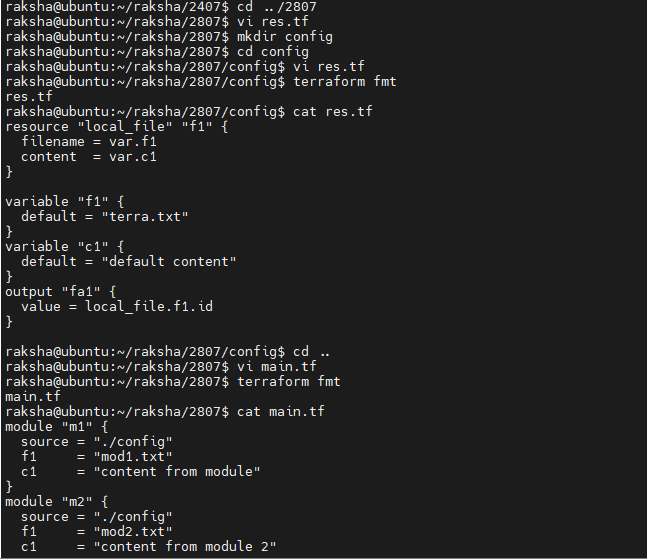 raksha@ubuntu:~/raksha/2407$ cd ../2807
raksha@ubuntu:~/raksha/2807$ vi res.tf
raksha@ubuntu:~/raksha/2807$ mkdir config
raksha@ubuntu:~/raksha/2807$ cd config
raksha@ubuntu:~/raksha/2807/config$ vi res.tf
raksha@ubuntu:~/raksha/2807/config$ terraform fmt
res.tf
raksha@ubuntu:~/raksha/2807/config$ cat res.tf
resource "local_file" "f1" {
  filename = var.f1
  content  = var.c1
}

variable "f1" {
  default = "terra.txt"
}
variable "c1" {
  default = "default content"
}
output "fa1" {
  value = local_file.f1.id
}

raksha@ubuntu:~/raksha/2807/config$ cd ..
raksha@ubuntu:~/raksha/2807$ vi main.tf
raksha@ubuntu:~/raksha/2807$ terraform fmt
main.tf
raksha@ubuntu:~/raksha/2807$ cat main.tf
module "m1" {
  source = "./config"
  f1     = "mod1.txt"
  c1     = "content from module"
}
module "m2" {
  source = "./config"
  f1     = "mod2.txt"
  c1     = "content from module 2"